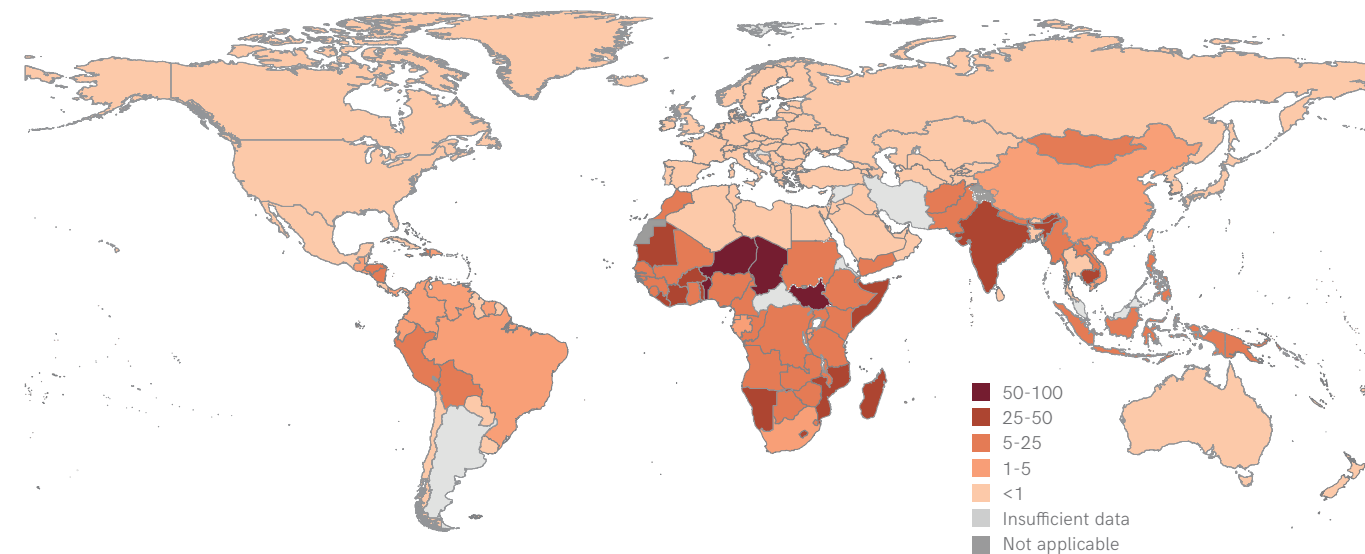 50-100
25-50
5-25
1-5
<1
Insufficient data
Not applicable